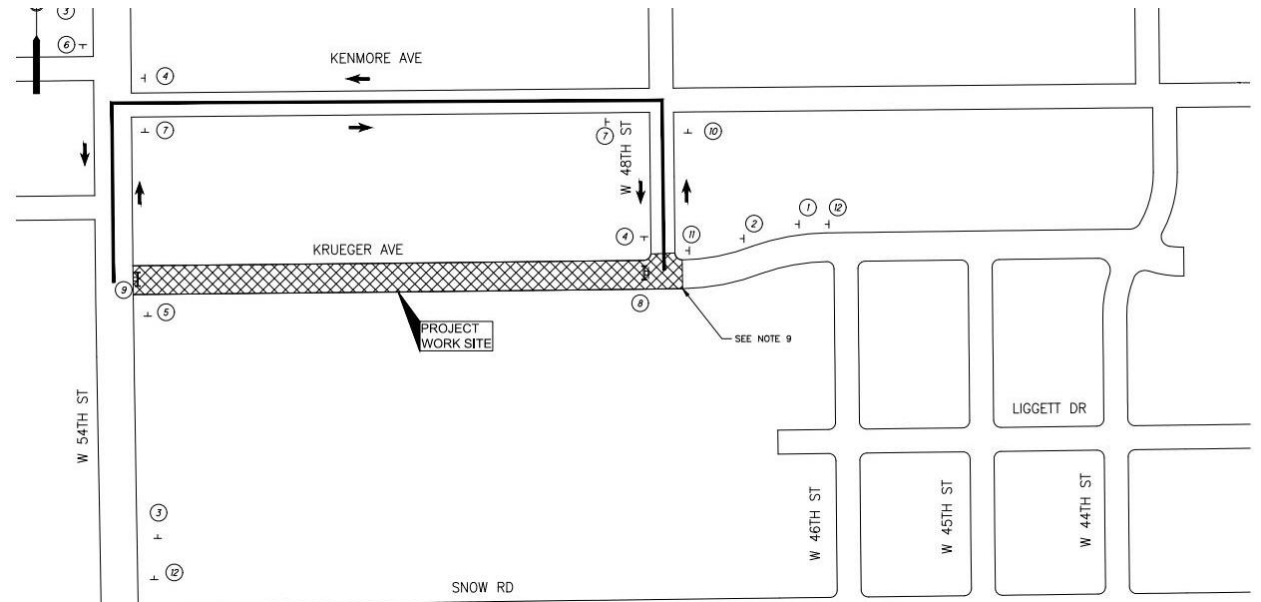 3
6
KENMORE AVE
4
7
7
W 48TH ST
10
1
12
2
4
11
KRUEGER AVE
9
8
5
PROJECT
WORK SITE
SEE NOTE 9
W 54TH ST
LIGGETT DR
3
12
W 46TH ST
W 45TH ST
W 44TH ST
SNOW RD